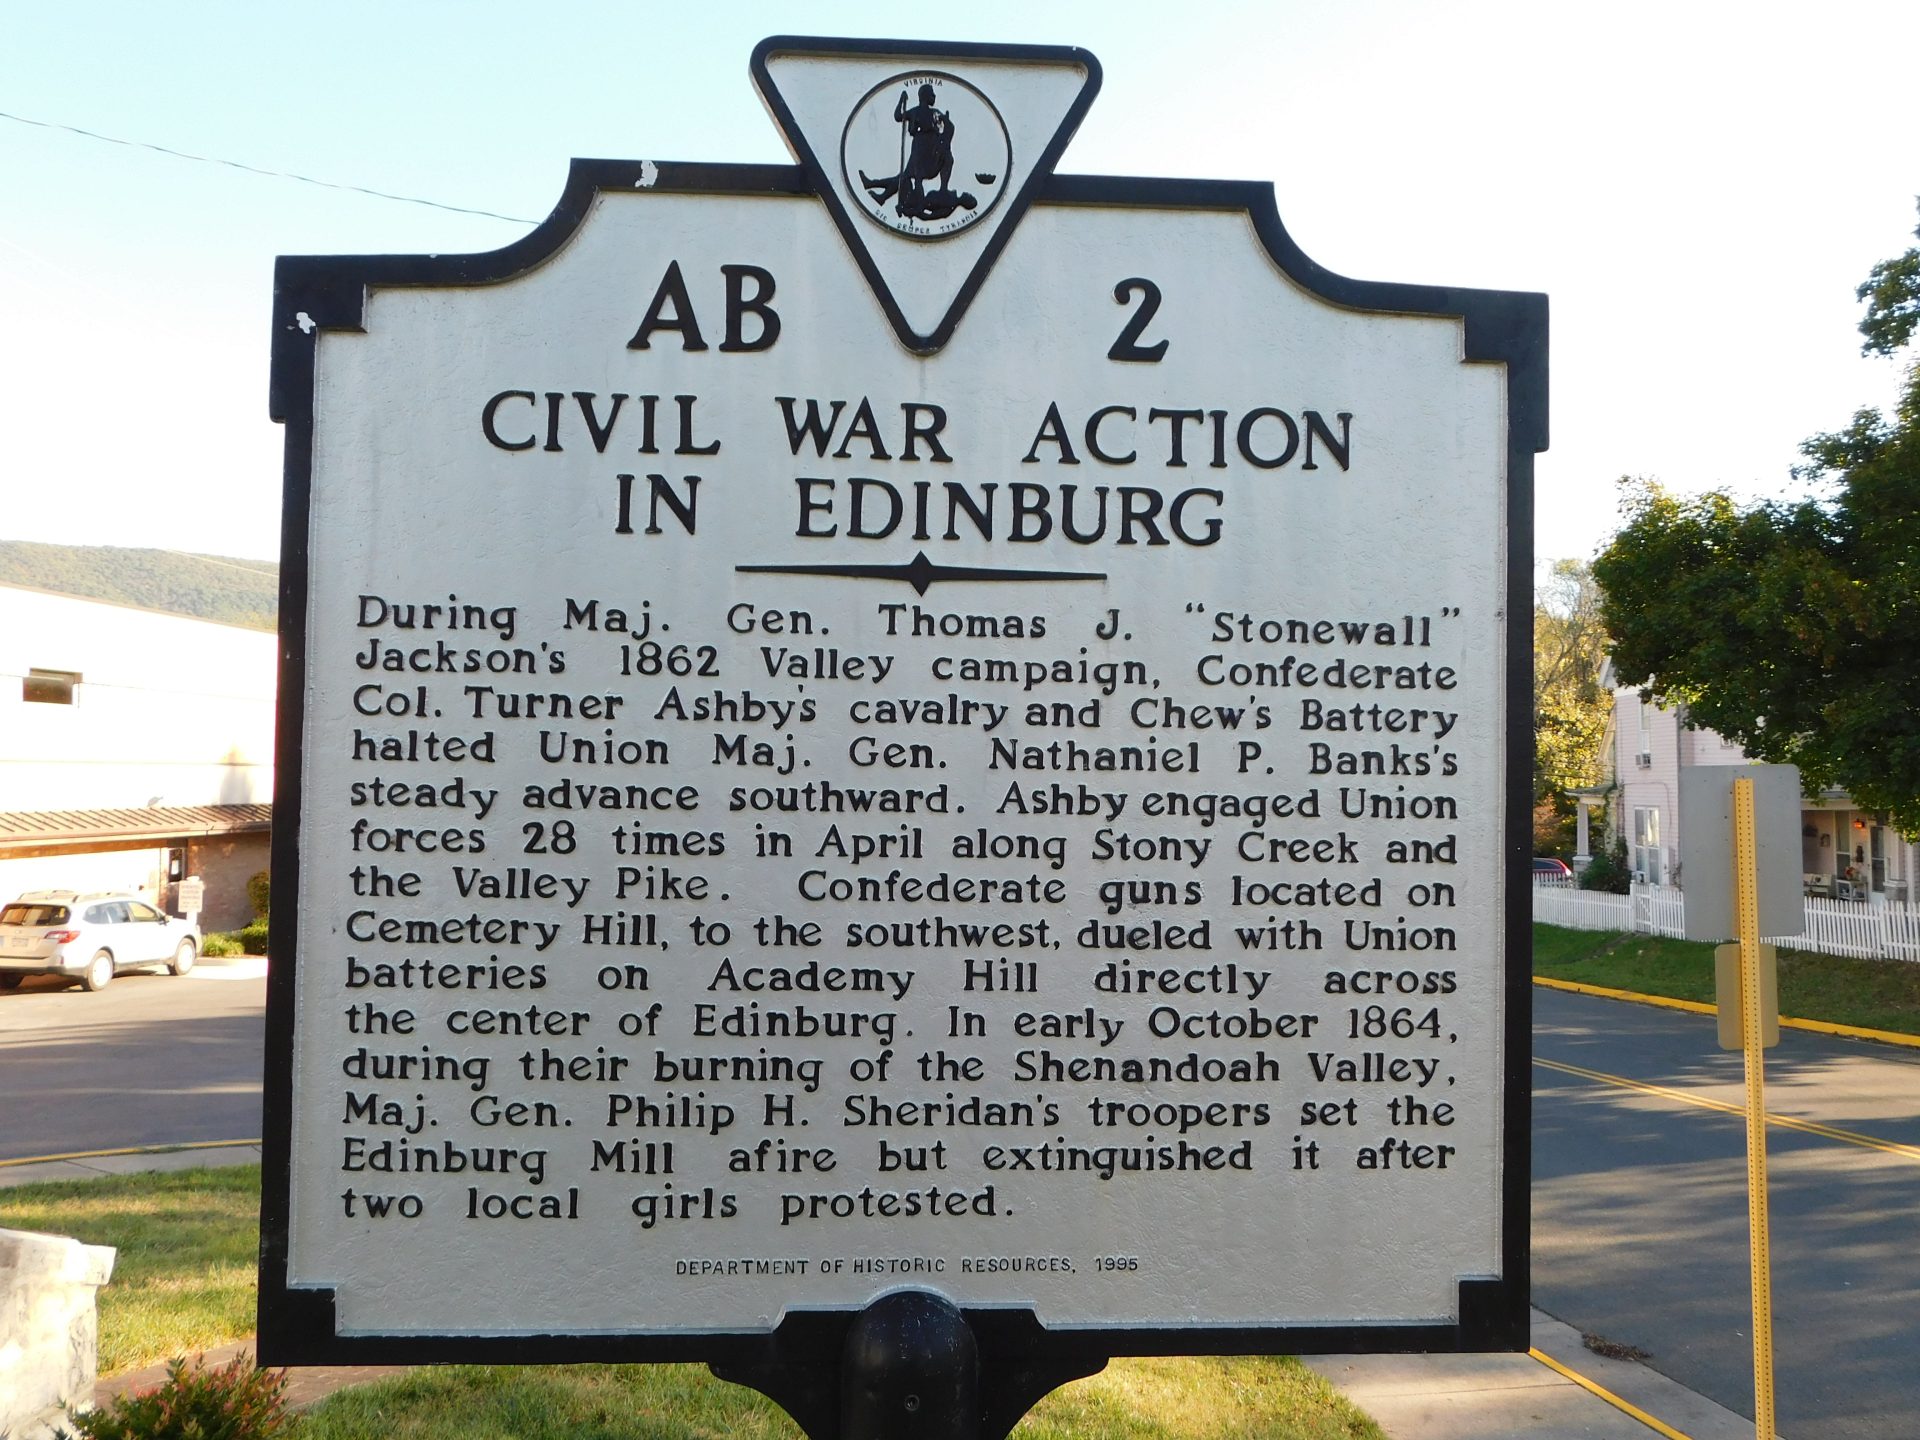 VIRGINIA
SIC SEMPER TYRANNIS
AB 2
CIVIL WAR ACTION
IN EDINBURG
During Maj. Gen. Thomas J. “Stonewall”
Jackson's 1862 Valley campaign, Confederate
Col. Turner Ashby's cavalry and Chew's Battery
halted Union Maj. Gen. Nathaniel P. Banks's
steady advance southward. Ashby engaged Union
forces 28 times in April along Stony Creek and
the Valley Pike. Confederate guns located on
Cemetery Hill, to the southwest, dueled with Union
batteries on Academy Hill directly across
the center of Edinburg. In early October 1864,
during their burning of the Shenandoah Valley,
Maj. Gen. Philip H. Sheridan's troopers set the
Edinburg Mill afire but extinguished it after
two local girls protested.
DEPARTMENT OF HISTORIC RESOURCES, 1995